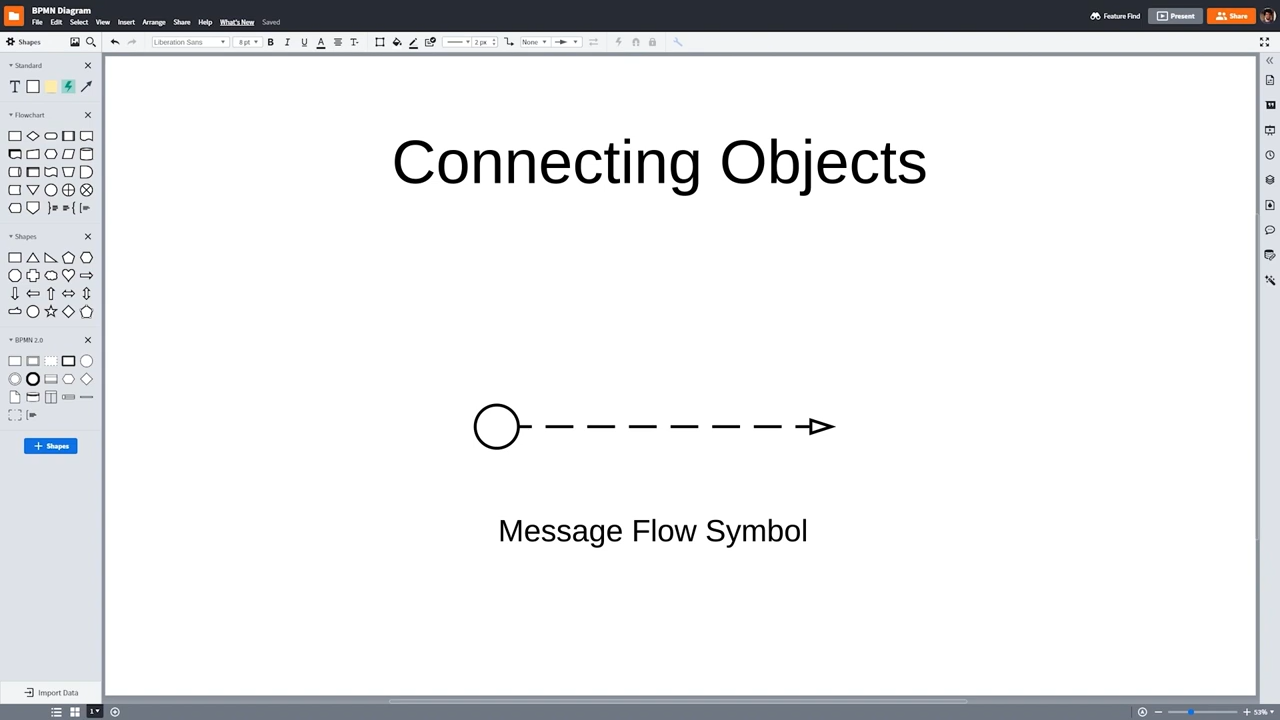 BPMN Diagram
File Edit Select View Insert Arrange Share Help What's New Saved
Feature Find Present Share
Shapes Liberation Sans 8 pt B I U A T 2 px None
Standard
T
Flowchart
Shapes
BPMN 2.0
+ Shapes
Import Data
Connecting Objects
Message Flow Symbol
1 53%